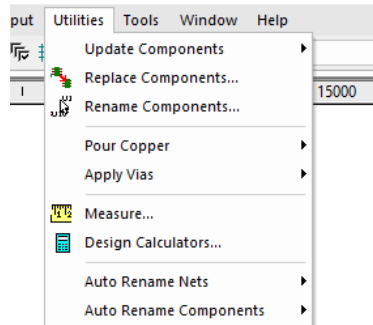 put Utilities Tools Window Help
Update Components
Replace Components...
15000
Rename Components...
Pour Copper
Apply Vias
Measure...
Design Calculators...
Auto Rename Nets
Auto Rename Components